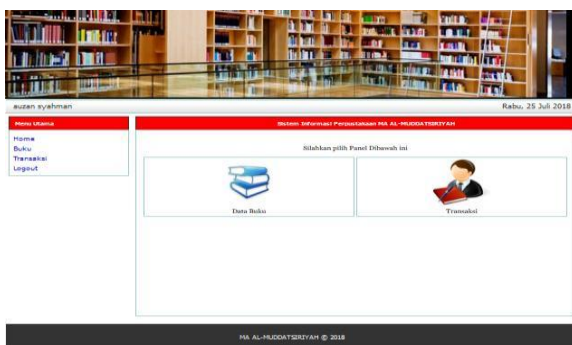 auzan syahman
Rabu, 25 Juli 2018
Menu Utama
Home
Buku
Transaksi
Logout
Sistem Informasi Perpustakaan MA AL-MUDDATSIRIYAH
Silahkan pilih Panel Dibawah ini
Data Buku
Transaksi
MA AL-MUDDATSIRIYAH © 2018